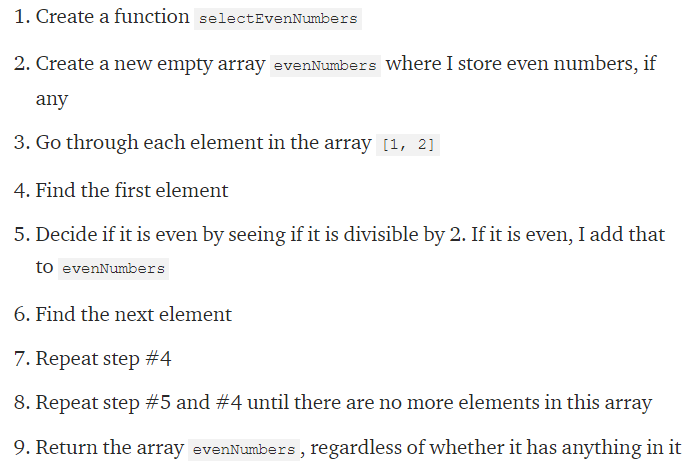 1. Create a function selectEvenNumbers
2. Create a new empty array evenNumbers where I store even numbers, if
any
3. Go through each element in the array [1, 2]
4. Find the first element
5. Decide if it is even by seeing if it is divisible by 2. If it is even, I add that
to evenNumbers
6. Find the next element
7. Repeat step #4
8. Repeat step #5 and #4 until there are no more elements in this array
9. Return the array evenNumbers, regardless of whether it has anything in it